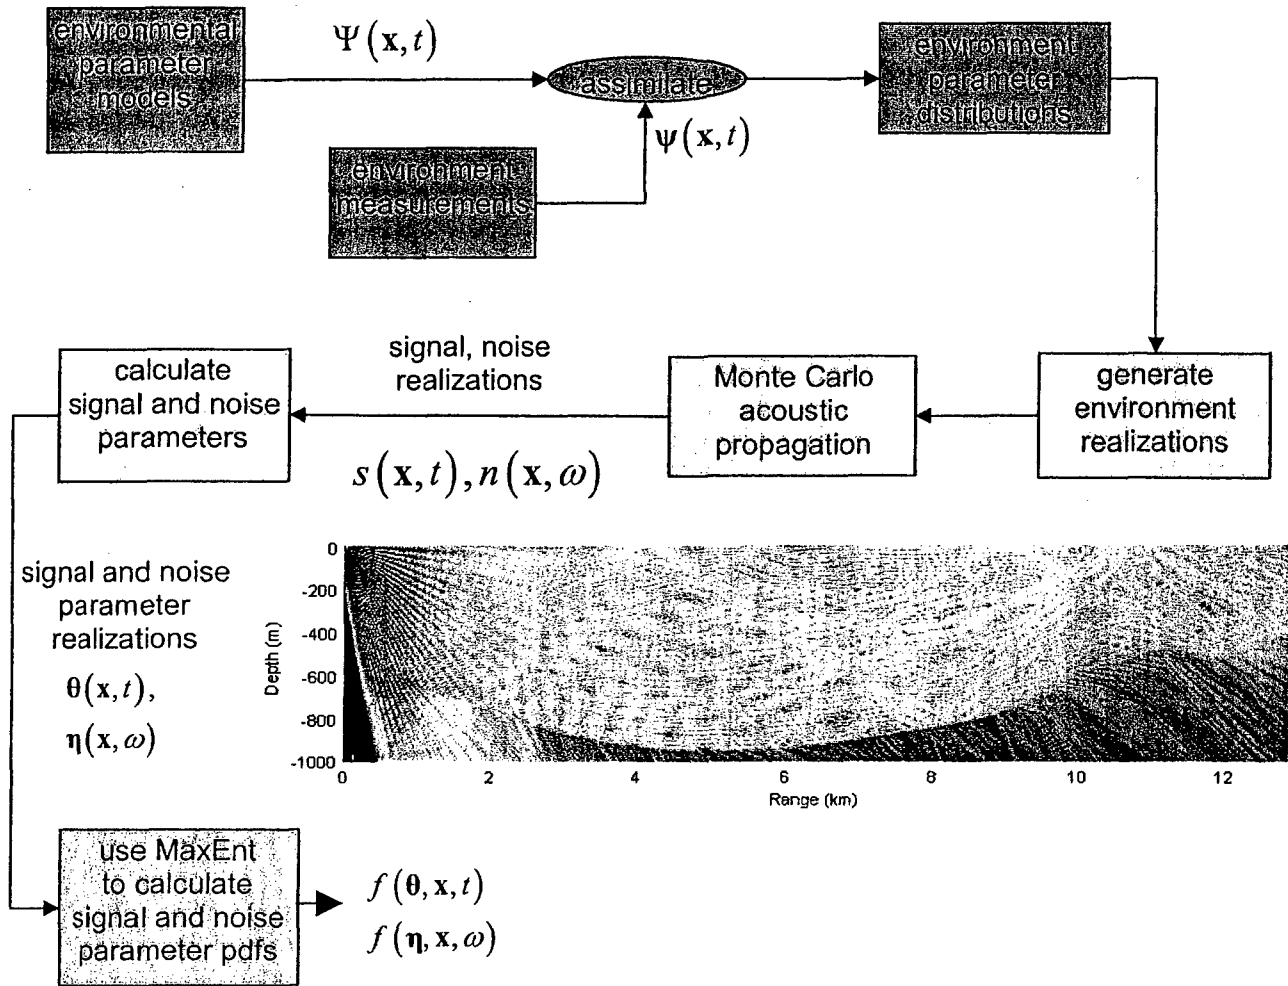 environmental
parameter
models
Ψ(x, t)
assimilate
environment
parameter
distributions
ψ(x, t)
environment
measurements
calculate
signal and noise
parameters
signal, noise
realizations
s(x, t), n(x, ω)
Monte Carlo
acoustic
propagation
generate
environment
realizations
signal and noise
parameter
realizations
θ(x, t),
η(x, ω)
Depth (m)
0
-200
-400
-600
-800
-1000
0 2 4 6 8 10 12
Range (km)
use MaxEnt
to calculate
signal and noise
parameter pdfs
f(θ, x, t)
f(η, x, ω)